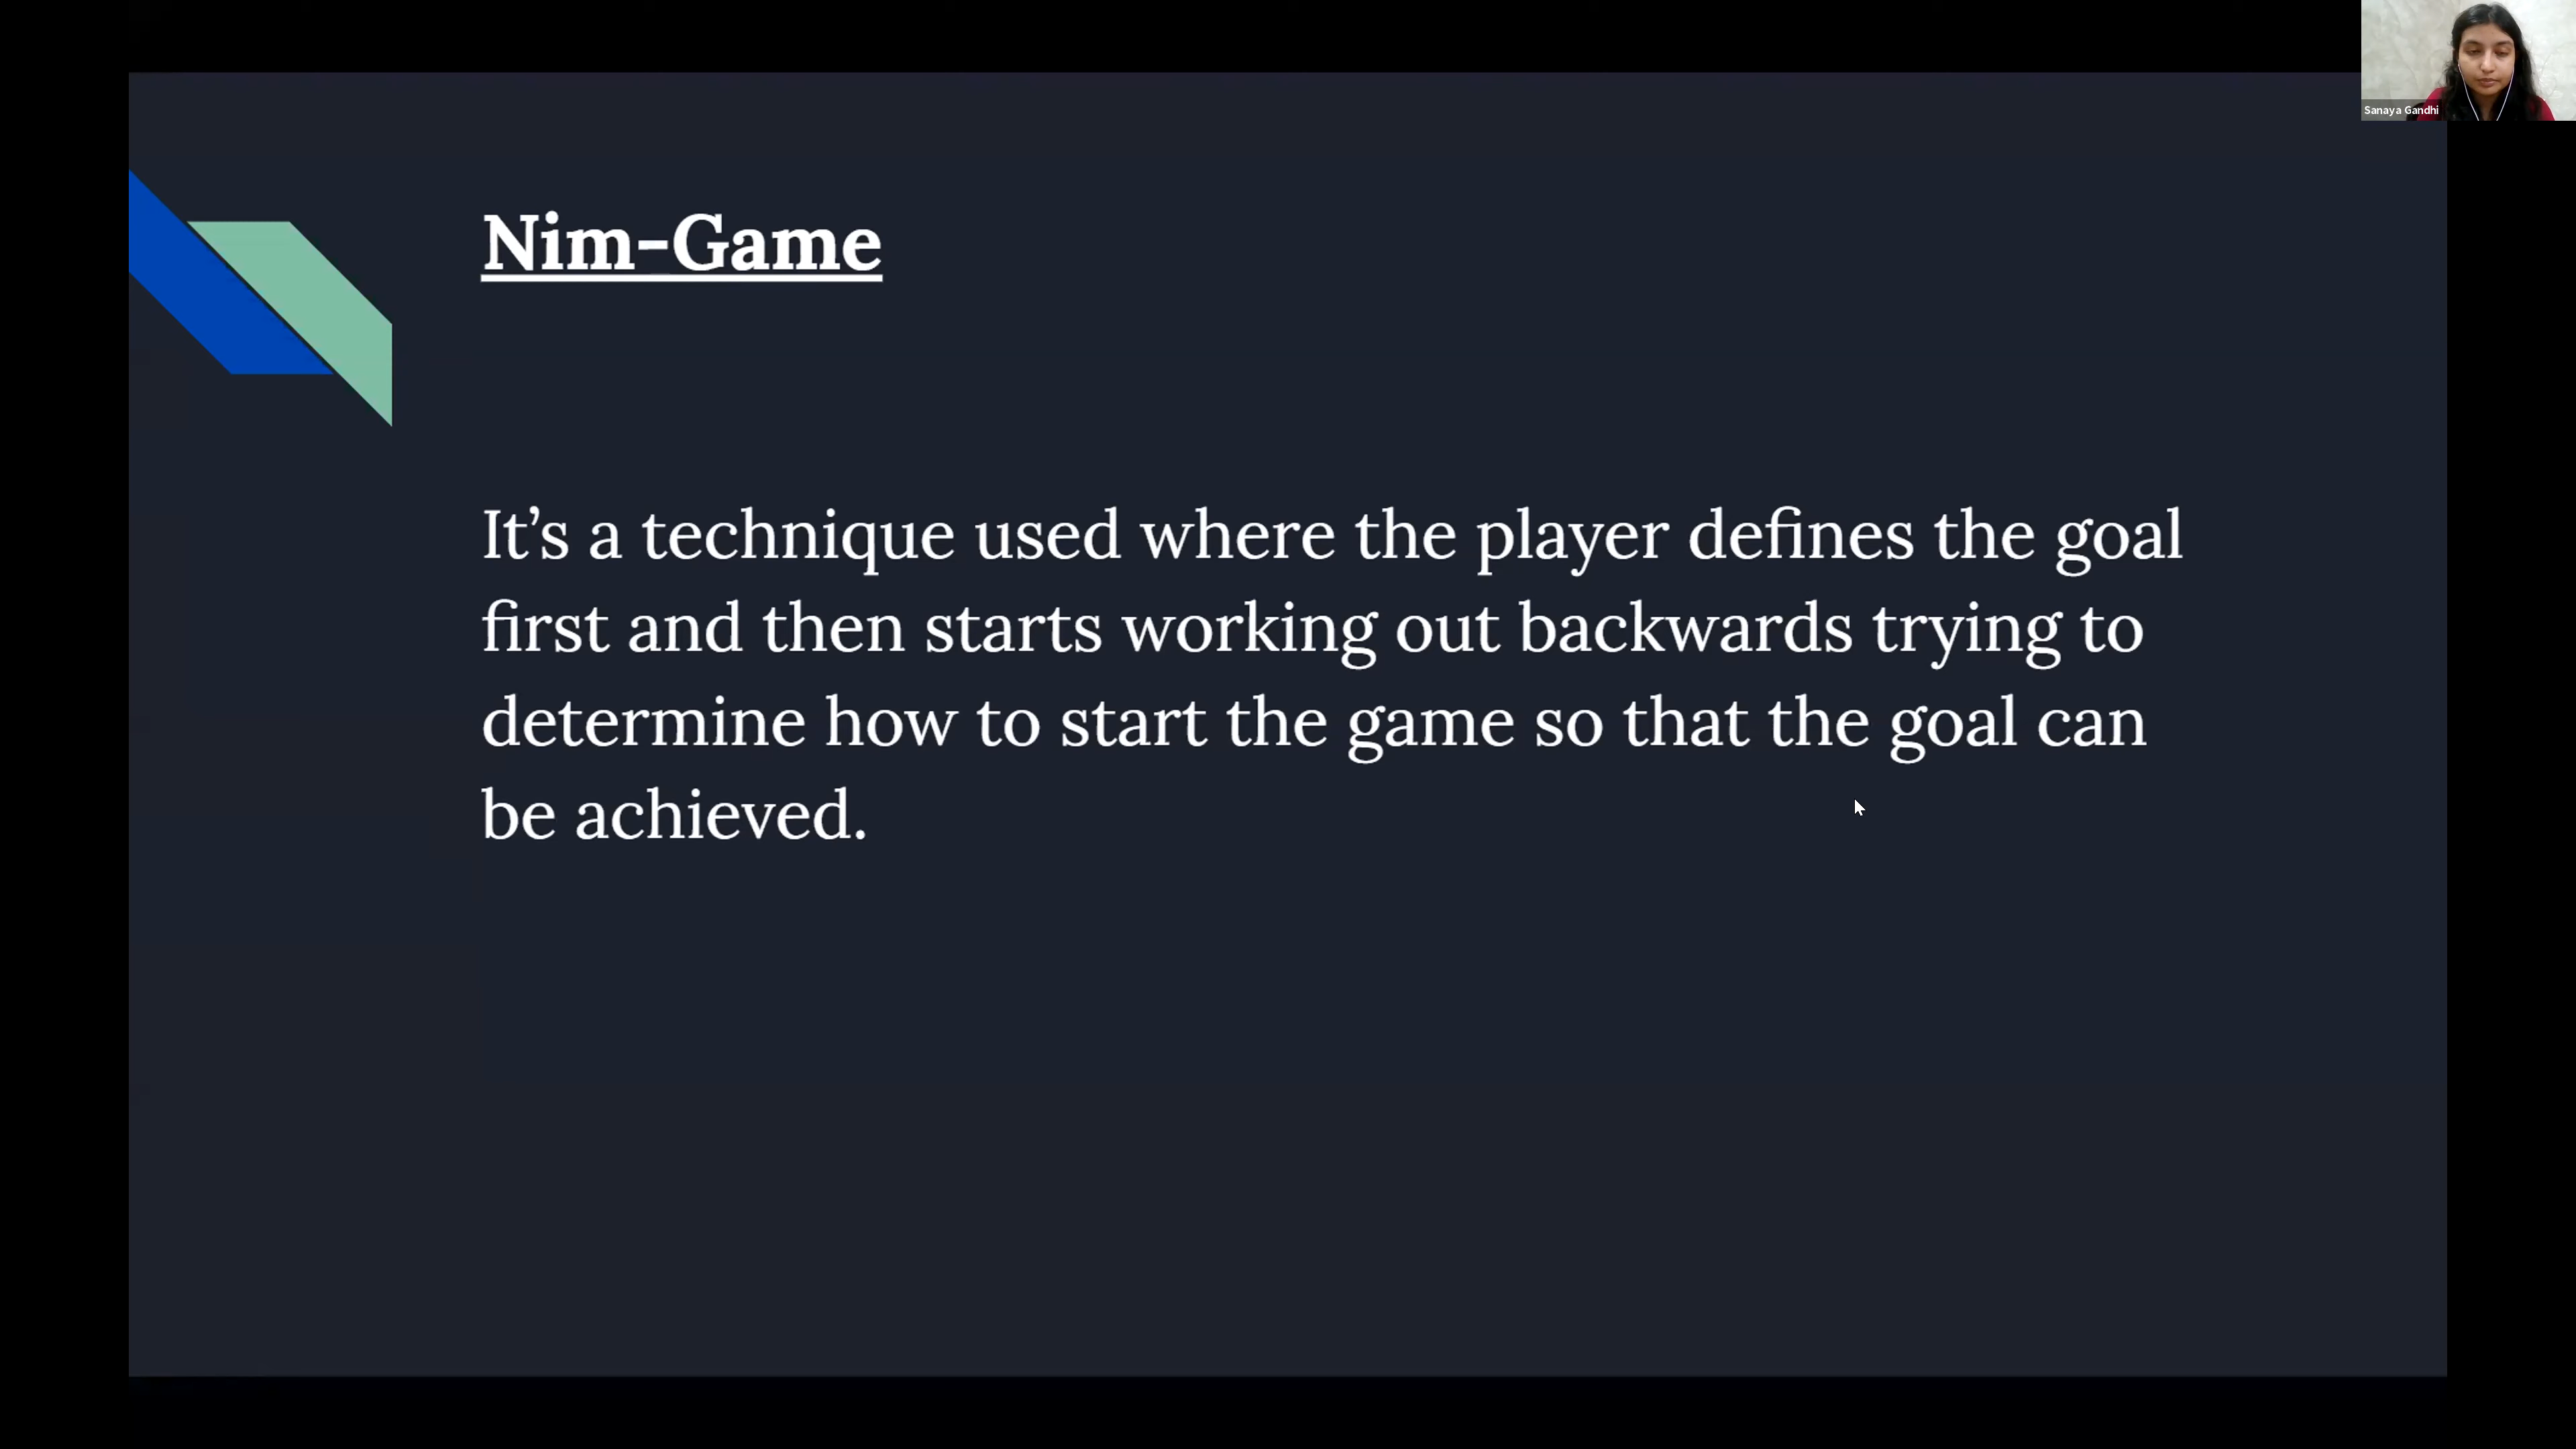 Sanaya Gandhi
Nim-Game
It’s a technique used where the player defines the goal
first and then starts working out backwards trying to
determine how to start the game so that the goal can
be achieved.